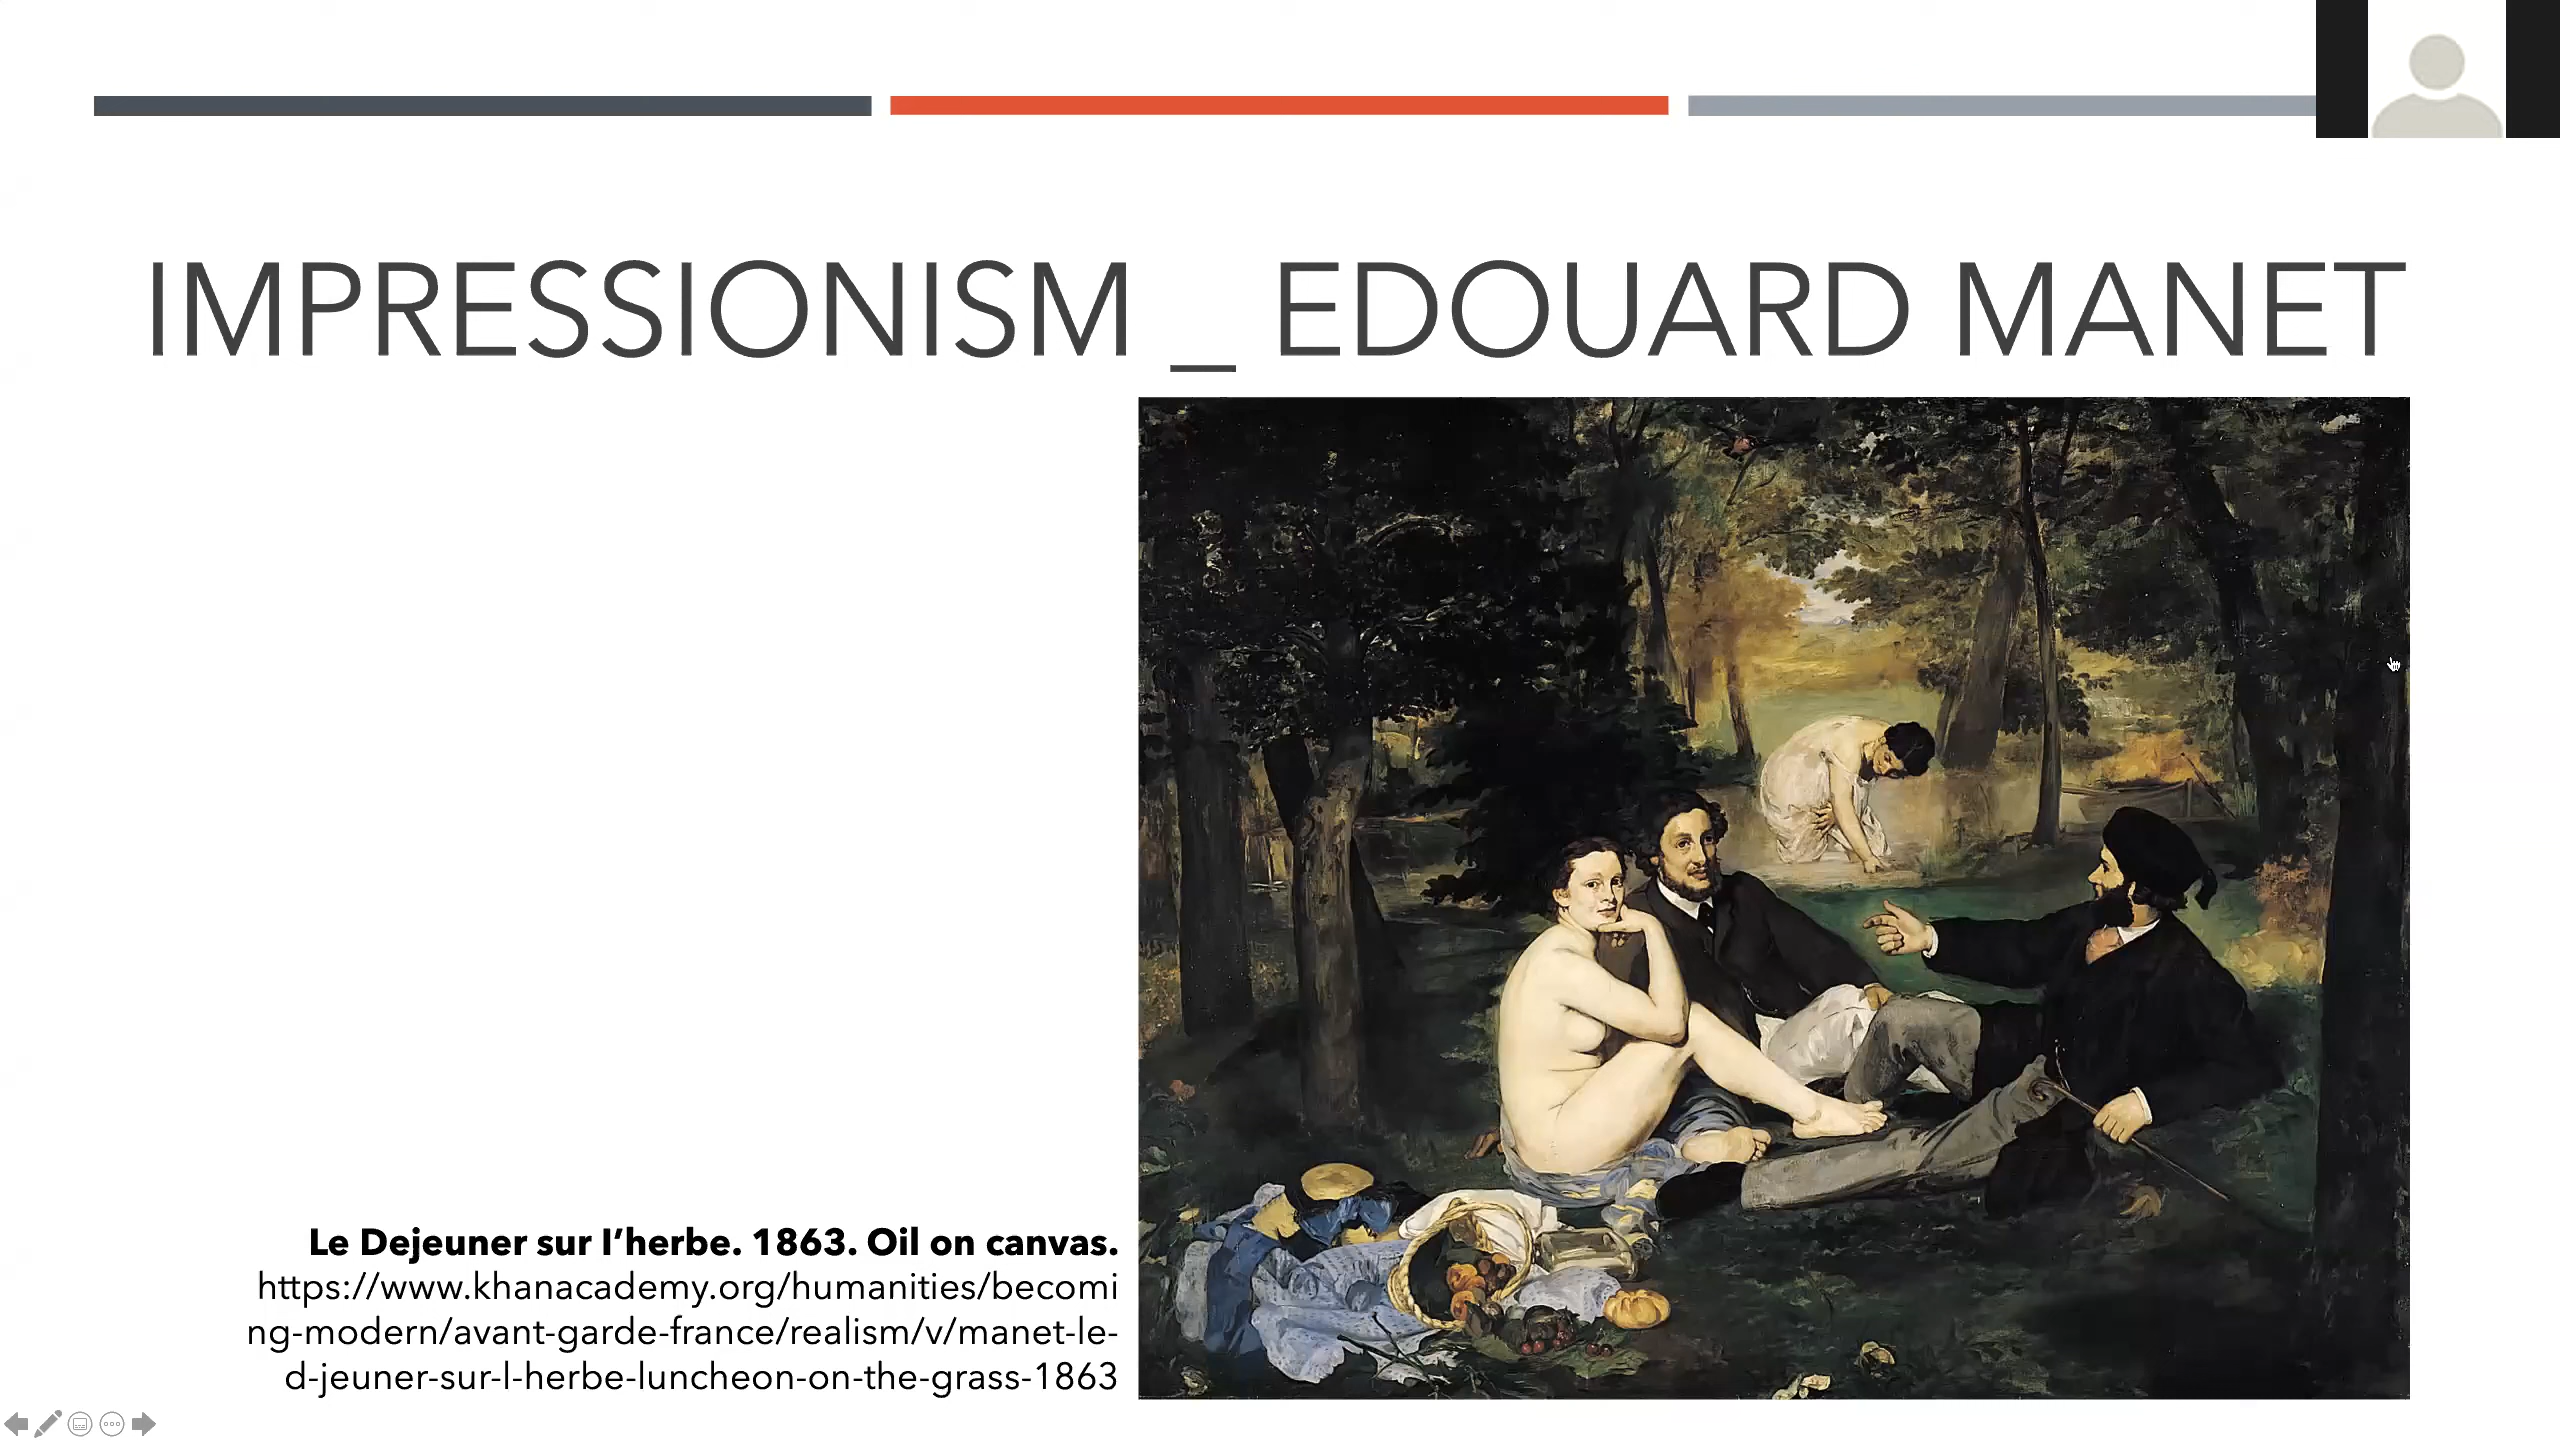 IMPRESSIONISM _ EDOUARD MANET
Le Dejeuner sur l’herbe. 1863. Oil on canvas.
https://www.khanacademy.org/humanities/becomi
ng-modern/avant-garde-france/realism/v/manet-le-
d-jeuner-sur-l-herbe-luncheon-on-the-grass-1863